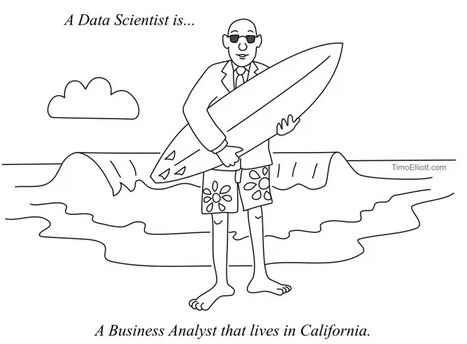 A Data Scientist is...
TimoElliott.com
A Business Analyst that lives in California.